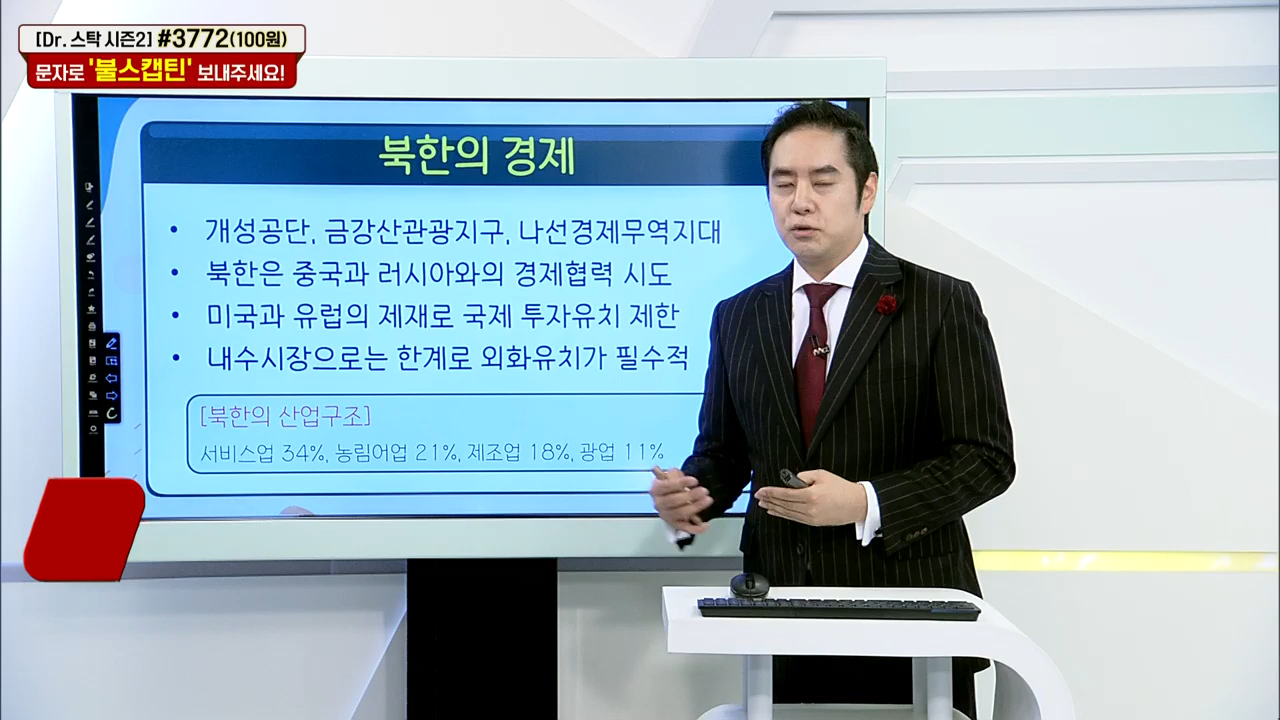 [Dr. 스탁 시즌2] #3772(100원)
문자로 '불스캡틴' 보내주세요!
북한의 경제
• 개성공단, 금강산관광지구, 나선경제무역지대
• 북한은 중국과 러시아와의 경제협력 시도
• 미국과 유럽의 제재로 국제 투자유치 제한
• 내수시장으로는 한계로 외화유치가 필수적
[북한의 산업구조]
서비스업 34%, 농림어업 21%, 제조업 18%, 광업 11%